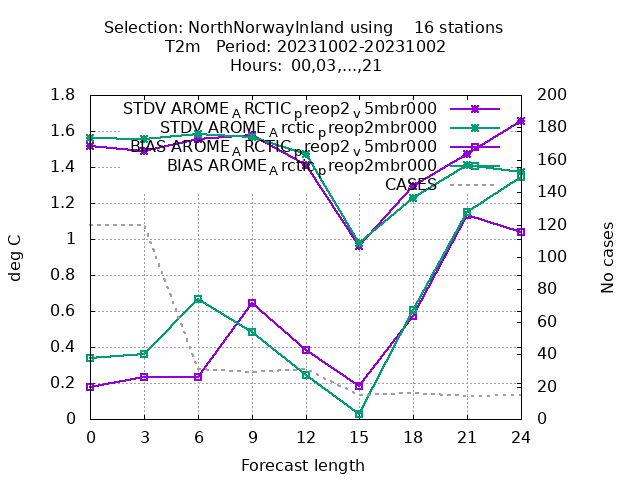 Selection: NorthNorwayInland using    16 stations
T2m   Period: 20231002-20231002
Hours:  00,03,...,21
1.8
1.6
1.4
1.2
1
0.8
0.6
0.4
0.2
0
deg C
STDV AROME_ARCTIC_preop2_v5mbr000
STDV AROME_Arctic_preop2mbr000
BIAS AROME_ARCTIC_preop2_v5mbr000
BIAS AROME_Arctic_preop2mbr000
CASES
200
180
160
140
120
100
80
60
40
20
0
No cases
0 3 6 9 12 15 18 21 24
Forecast length